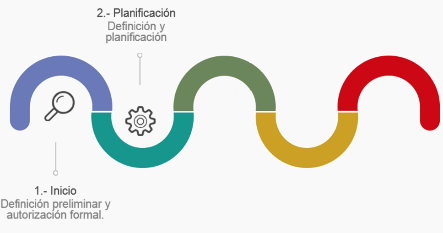 2.- Planificación
Definición y
planificación
1.- Inicio
Definición preliminar y
autorización formal.